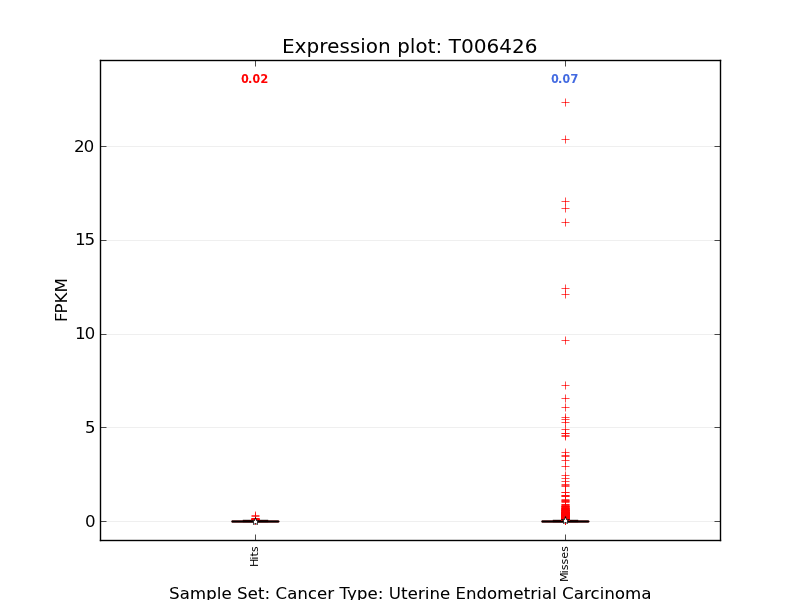 Expression plot: T006426
0.02 0.07
20
15
10
5
0
FPKM
Hits Misses
Sample Set: Cancer Type: Uterine Endometrial Carcinoma